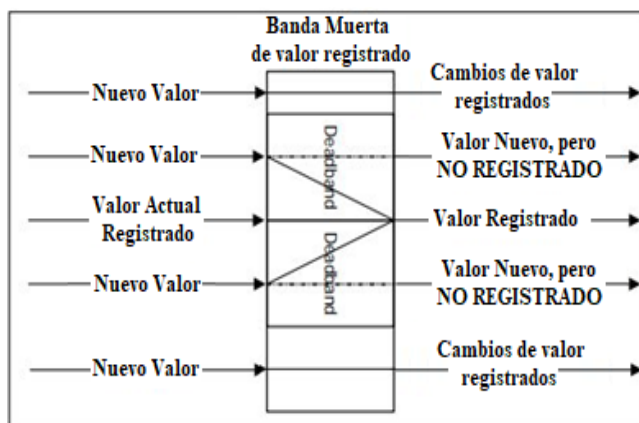 Banda Muerta
de valor registrado
Nuevo Valor
Cambios de valor
registrados
Nuevo Valor
Deadband
Valor Nuevo, pero
NO REGISTRADO
Valor Actual
Registrado
Valor Registrado
Nuevo Valor
Deadband
Valor Nuevo, pero
NO REGISTRADO
Nuevo Valor
Cambios de valor
registrados